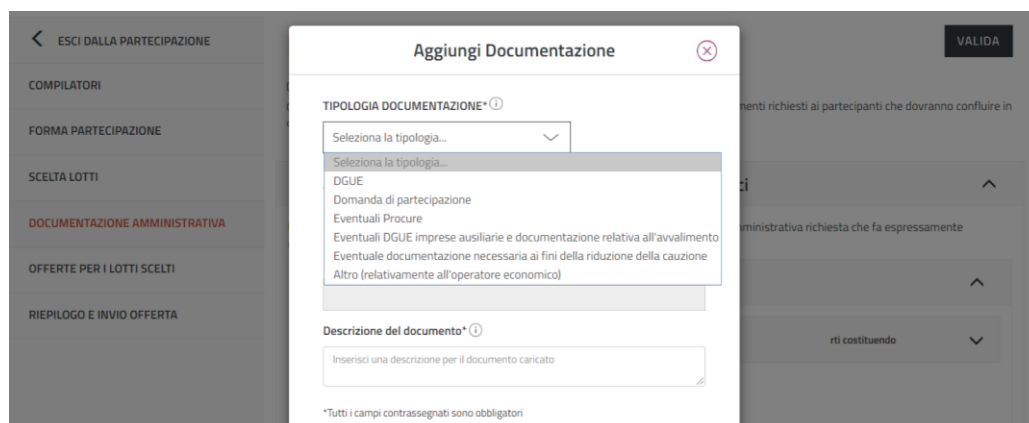 ESCI DALLA PARTECIPAZIONE
COMPILATORI
FORMA PARTECIPAZIONE
SCELTA LOTTI
DOCUMENTAZIONE AMMINISTRATIVA
OFFERTE PER I LOTTI SCELTI
RIEPILOGO E INVIO OFFERTA
VALIDA
menti richiesti ai partecipanti che dovranno confluire in
ministrativa richiesta che fa espressamente
rti costituendo
Aggiungi Documentazione
TIPOLOGIA DOCUMENTAZIONE*
Seleziona la tipologia...
Seleziona la tipologia...
DGUE
Domanda di partecipazione
Eventuali Procure
Eventuali DGUE imprese ausiliarie e documentazione relativa all'avvalimento
Eventuale documentazione necessaria ai fini della riduzione della cauzione
Altro (relativamente all'operatore economico)
Descrizione del documento*
Inserisci una descrizione per il documento caricato
*Tutti i campi contrassegnati sono obbligatori